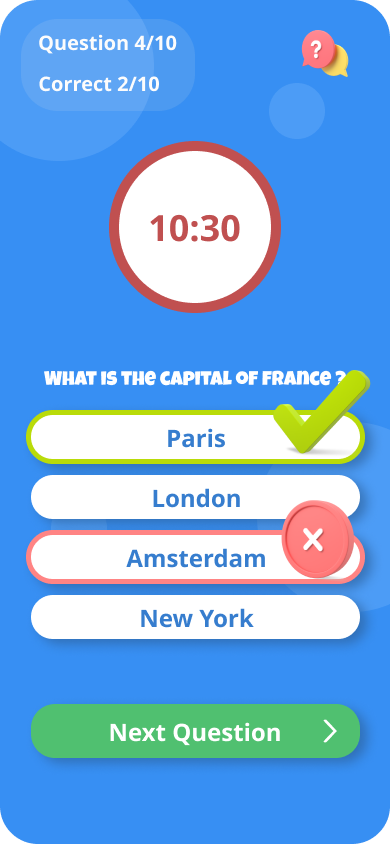 Question 4/10
Correct 2/10
?
10:30
WHAT IS THE CAPITAL OF FRANCE ?
Paris
London
Amsterdam
New York
Next Question